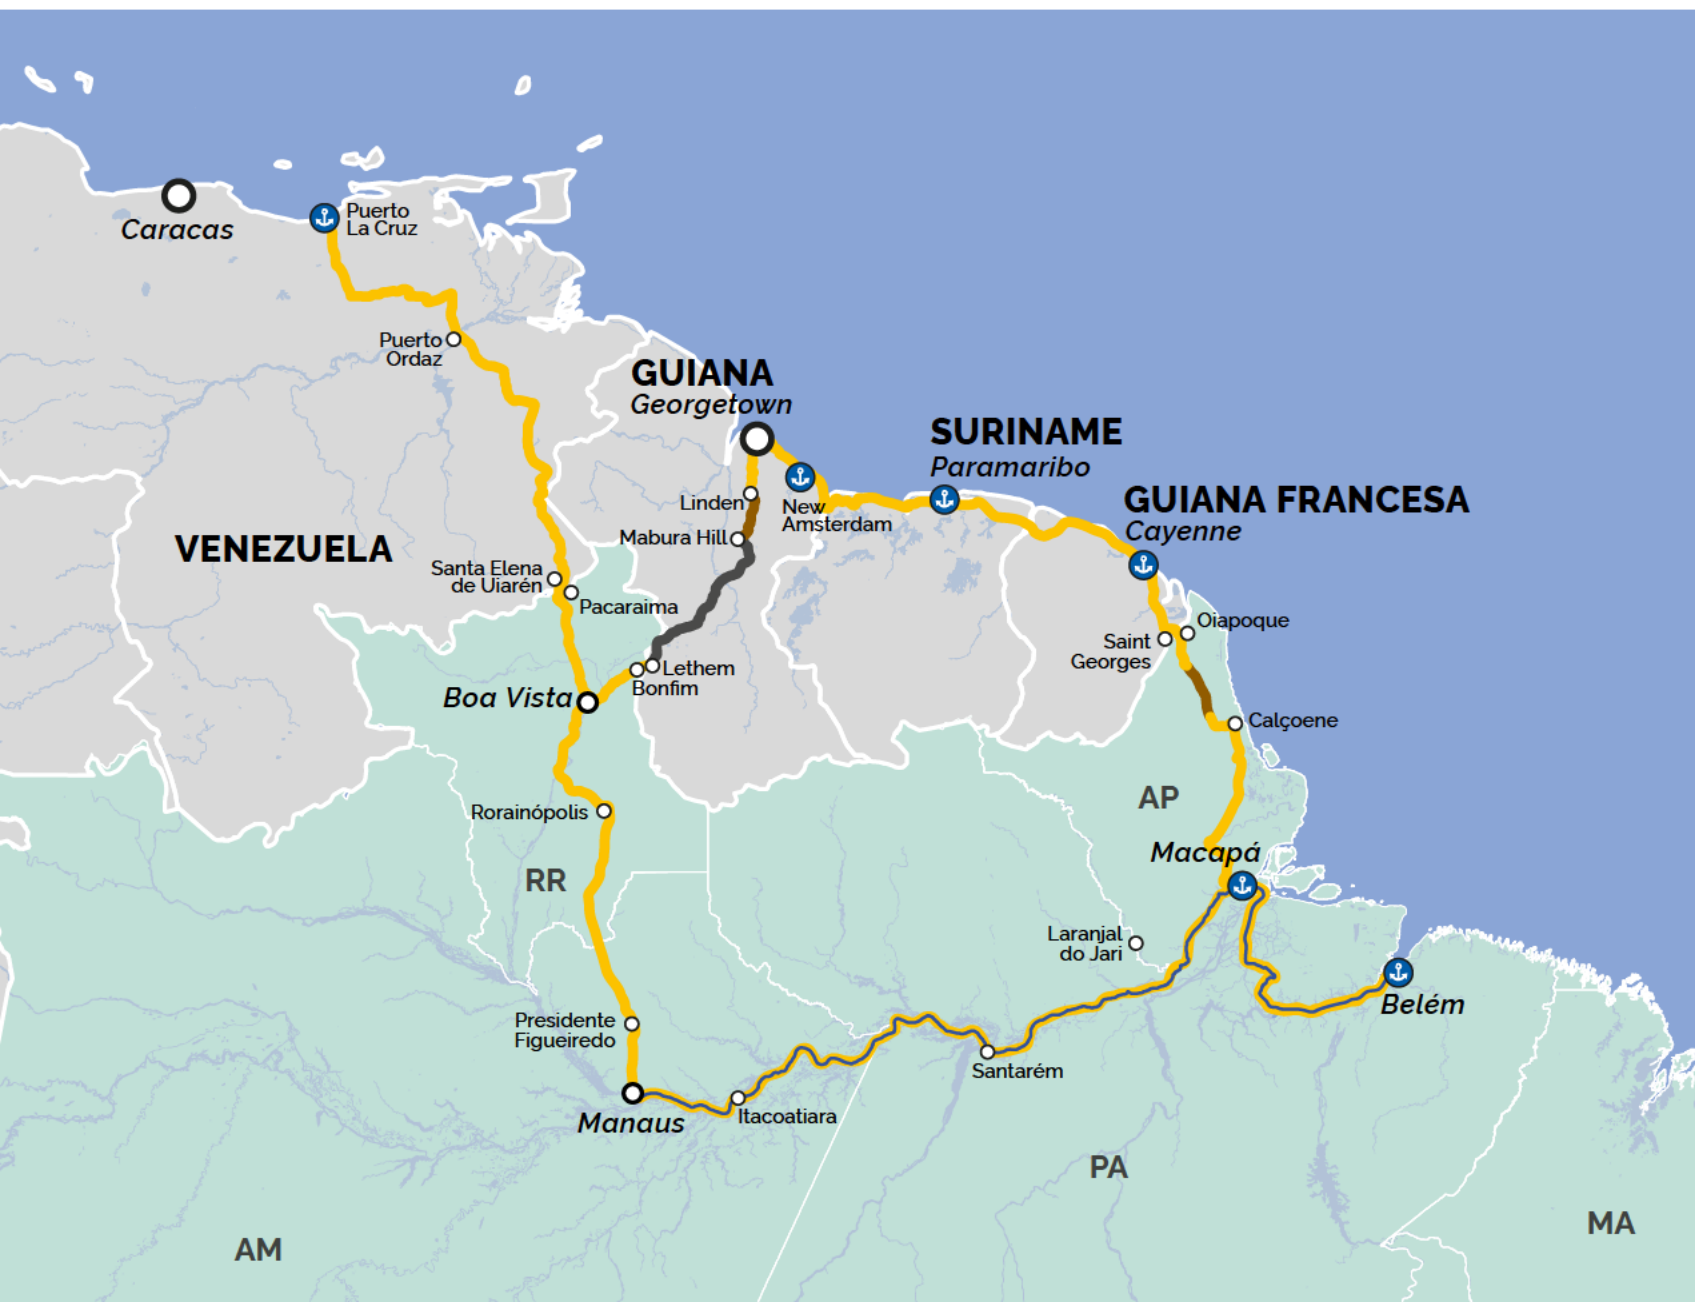 Caracas
Puerto
La Cruz
Puerto
Ordaz
GUIANA
Georgetown
SURINAME
Paramaribo
GUIANA FRANCESA
Cayenne
Linden
New
Amsterdam
Mabura Hill
VENEZUELA
Santa Elena
de Uiarén
Pacaraima
Oiapoque
Saint
Georges
Lethem
Bonfim
Boa Vista
Calçoene
AP
Rorainópolis
Macapá
RR
Laranjal
do Jari
Belém
Presidente
Figueiredo
Santarém
Manaus
Itacoatiara
PA
MA
AM